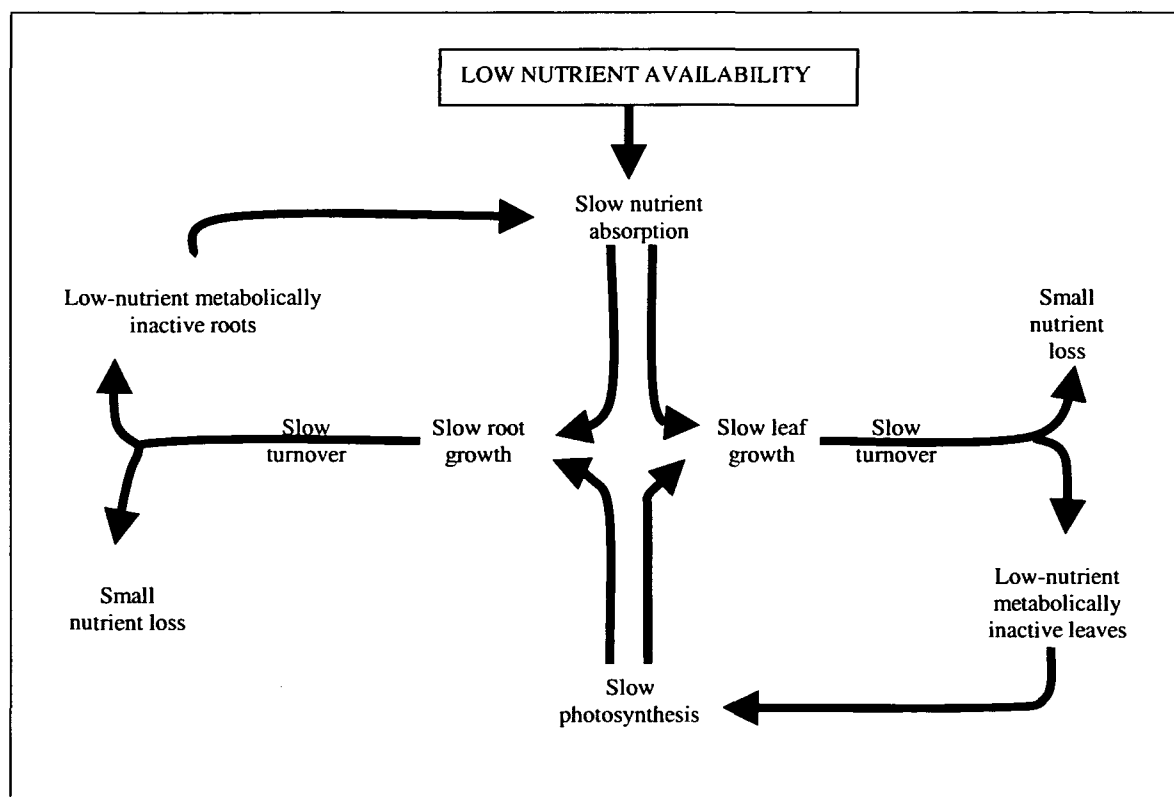 LOW NUTRIENT AVAILABILITY
Slow nutrient
absorption
Low-nutrient metabolically
inactive roots
Small
nutrient
loss
Slow
turnover
Slow root
growth
Slow leaf
growth
Slow
turnover
Small
nutrient loss
Low-nutrient
metabolically
inactive leaves
Slow
photosynthesis